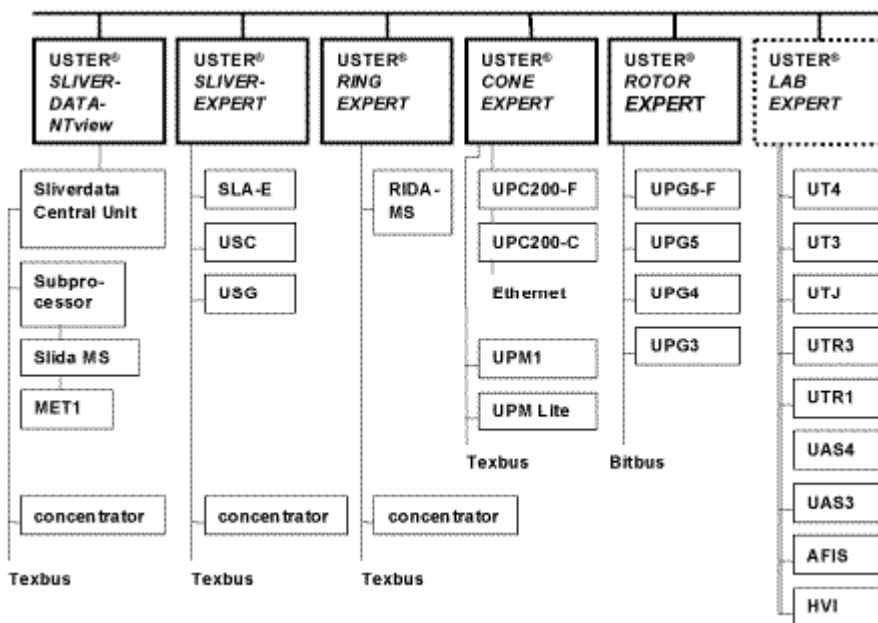 USTER®
SLIVER-
DATA-
NTview
USTER®
SLIVER-
EXPERT
USTER®
RING
EXPERT
USTER®
CONE
EXPERT
USTER®
ROTOR
EXPERT
USTER®
LAB
EXPERT
Sliverdata
Central Unit
Subpro-
cessor
Slida MS
MET1
concentrator
Texbus
SLA-E
USC
USG
concentrator
Texbus
RIDA-
MS
concentrator
Texbus
UPC200-F
UPC200-C
Ethernet
UPM1
UPM Lite
Texbus
UPG5-F
UPG5
UPG4
UPG3
Bitbus
UT4
UT3
UTJ
UTR3
UTR1
UAS4
UAS3
AFIS
HVI